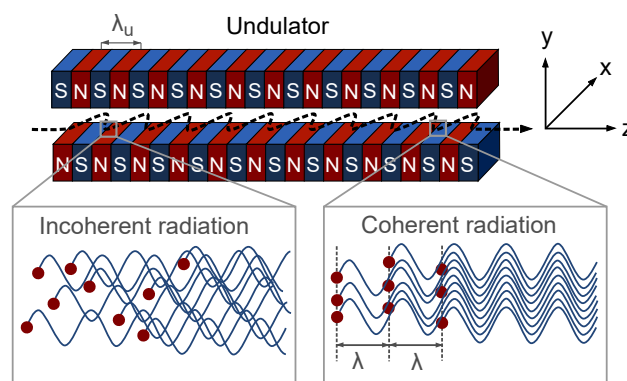 Undulator
λu
S N S N S N S N S N S N S N S N S N S N
N S N S N S N S N S N S N S N S N S N S
y
x
z
Incoherent radiation
Coherent radiation
λ λ